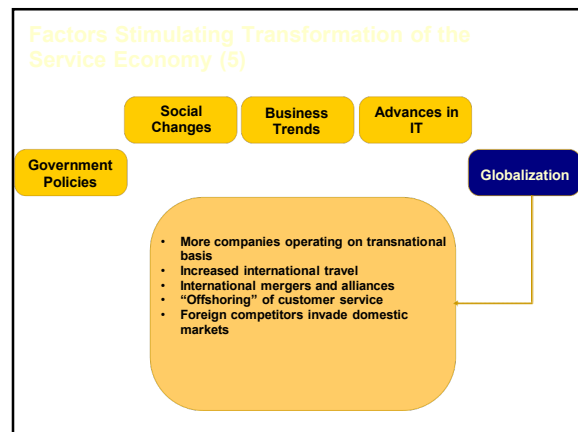 Factors Stimulating Transformation of the
Service Economy (5)
Social
Changes
Business
Trends
Advances in
IT
Government
Policies
Globalization
• More companies operating on transnational
basis
• Increased international travel
• International mergers and alliances
• “Offshoring” of customer service
• Foreign competitors invade domestic
markets